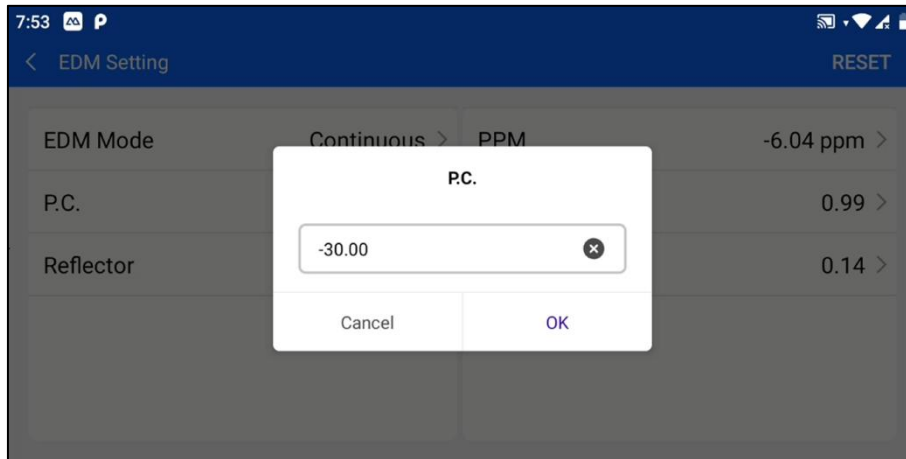 7:53
EDM Setting
RESET
EDM Mode
Continuous
PPM
-6.04 ppm
P.C.
0.99
Reflector
0.14
P.C.
-30.00
Cancel
OK